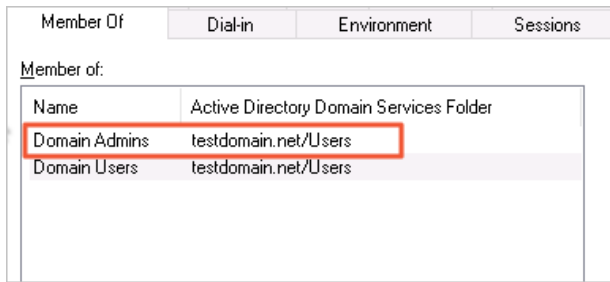 Member Of Dial-in Environment Sessions
Member of:
Name Active Directory Domain Services Folder
Domain Admins testdomain.net/Users
Domain Users testdomain.net/Users